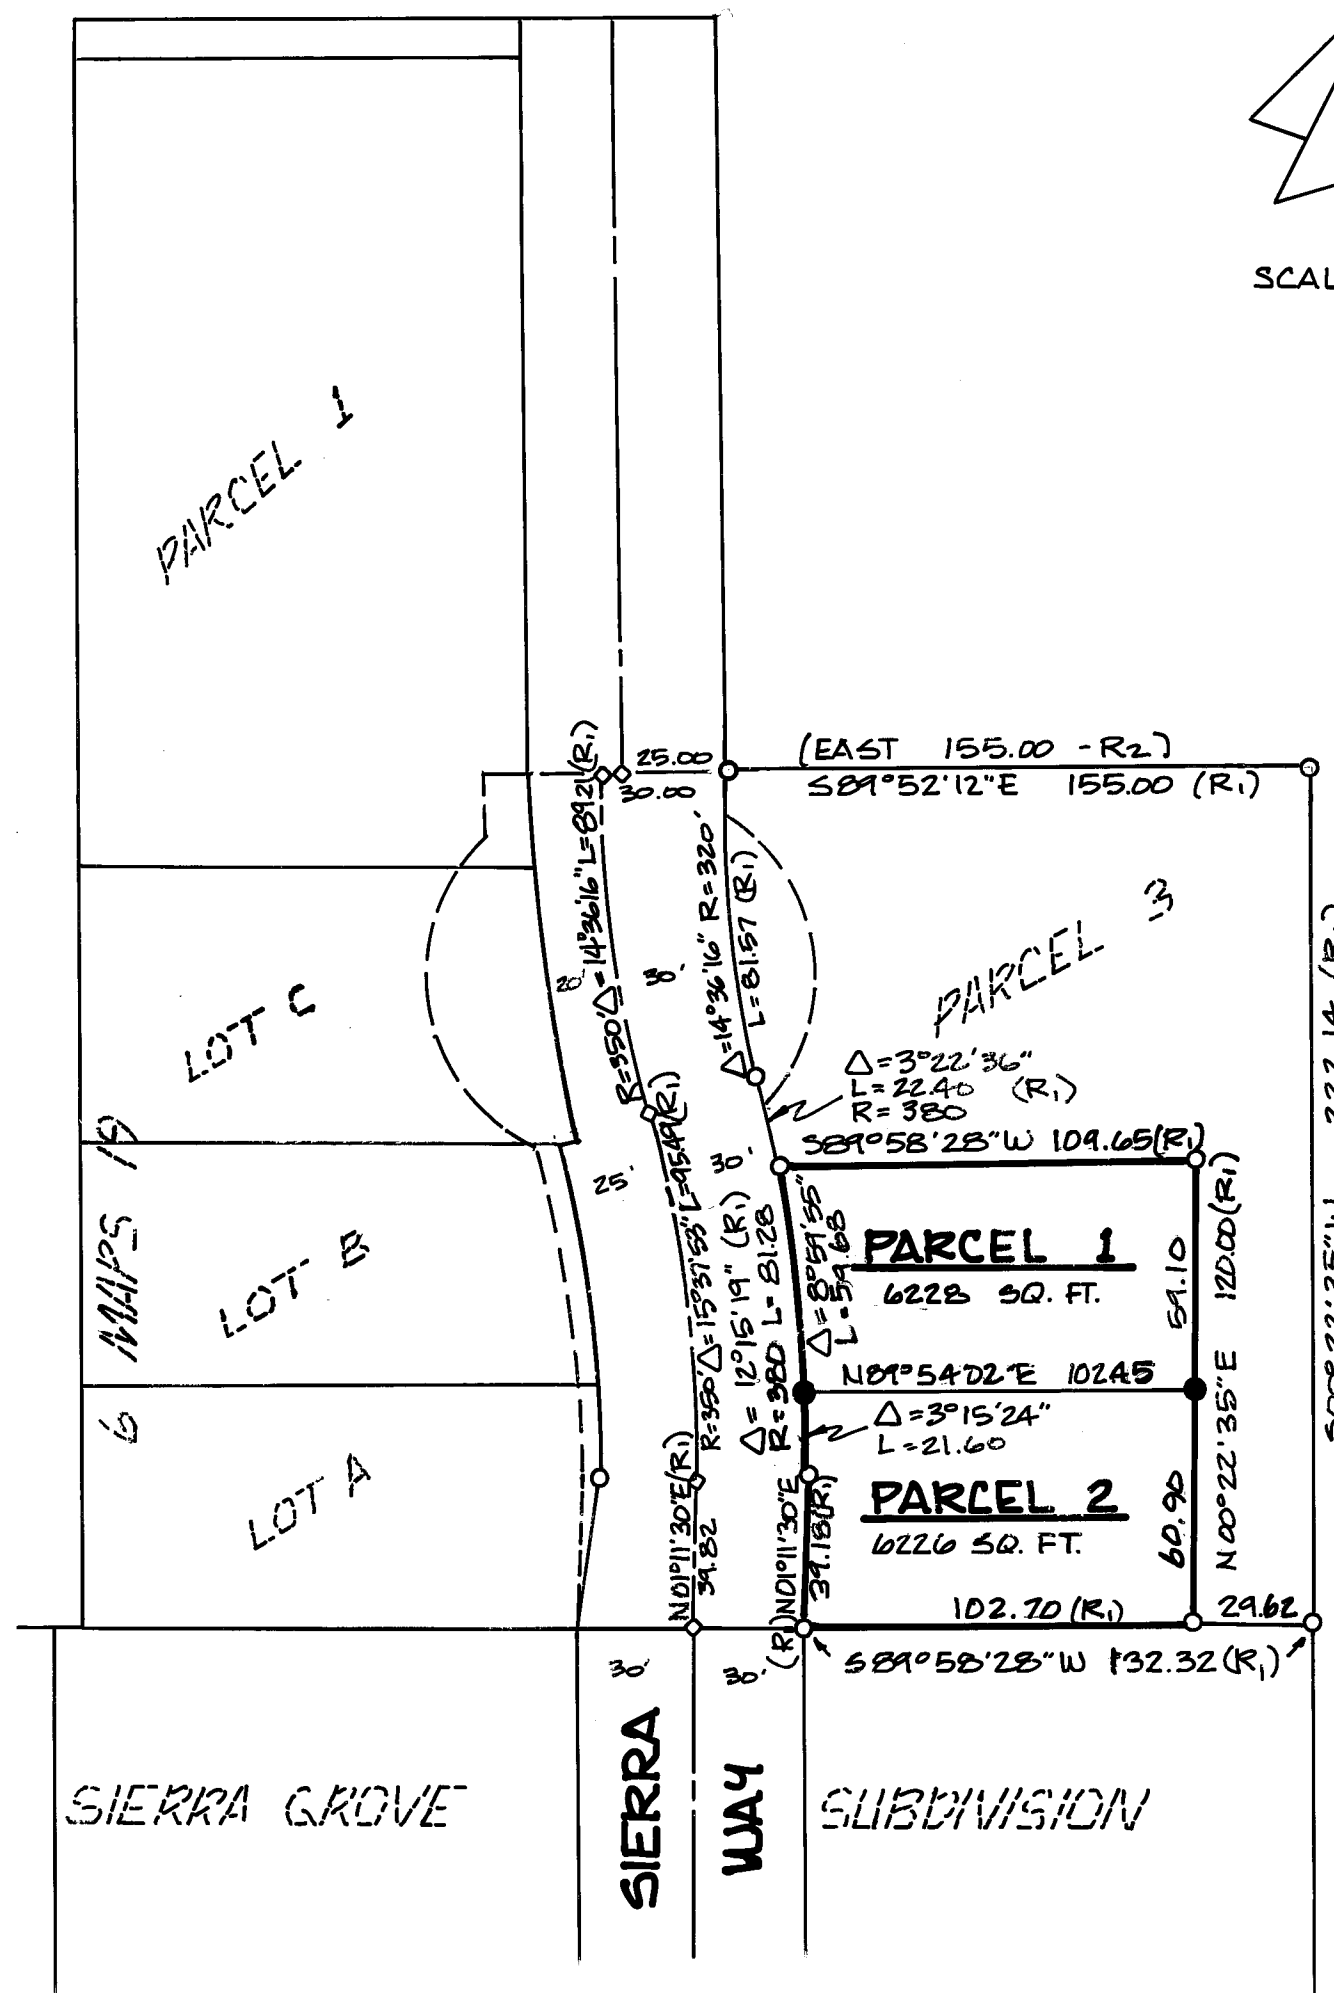 SCAL
PARCEL 1
(EAST 155.00 - R2)
S89°52'12"E 155.00 (R1)
25.00
30.00
R=350' Δ=14°36'16" L=89.21 (R1)
Δ=14°36'16" R=320'
L=81.57 (R1)
20'
30'
PARCEL 3
LOT C
Δ=3°22'36"
L=22.40 (R1)
R=380
S89°58'28"W 109.65(R1)
6 MAPS 19
25'
30'
R=350' Δ=15°37'53" L=95.49(R1)
Δ= 12°15'19" (R1)
R=380 L=81.28
Δ=8°59'55"
L=59.68
PARCEL 1
6228 SQ. FT.
59.10
120.00(R1)
N00°22'35"E
LOT B
N89°54'02"E 102.45
Δ=3°15'24"
L=21.60
LOT A
N01°11'30"E(R1)
39.82
(R1)N01°11'30"E
39.18(R1)
PARCEL 2
6226 SQ. FT.
60.90
102.70 (R1)
29.62
S89°58'28"W 132.32(R1)
30'
30'
SIERRA WAY
SIERRA GROVE SUBDIVISION